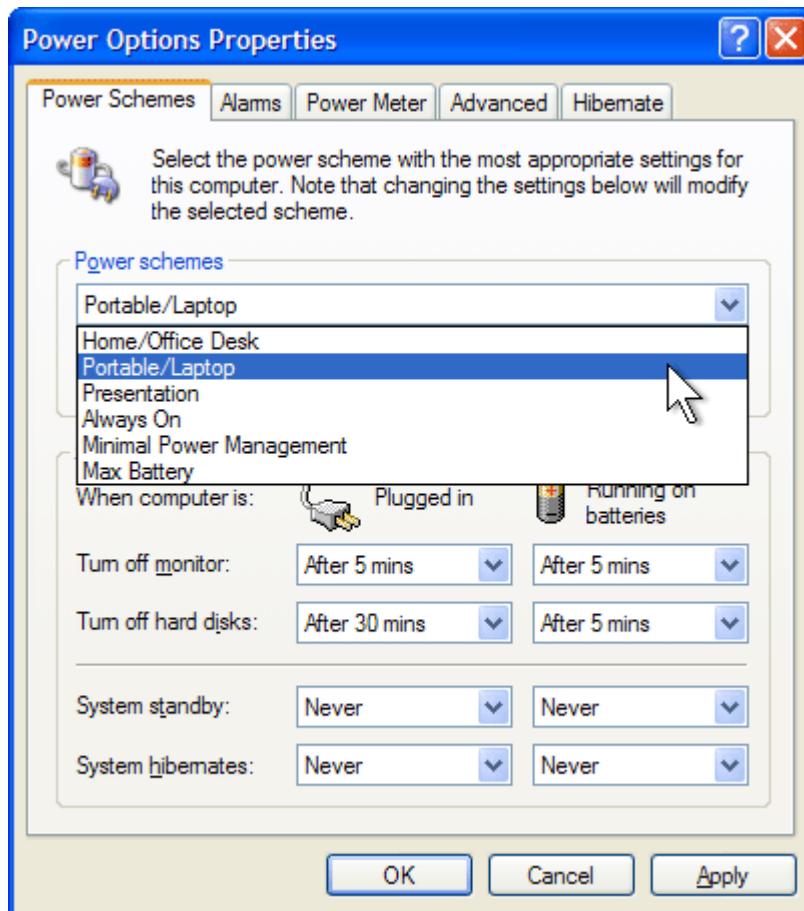 Power Options Properties
Power Schemes Alarms Power Meter Advanced Hibernate
Select the power scheme with the most appropriate settings for
this computer. Note that changing the settings below will modify
the selected scheme.
Power schemes
Portable/Laptop
Home/Office Desk
Portable/Laptop
Presentation
Always On
Minimal Power Management
Max Battery
When computer is: Plugged in Running on
batteries
Turn off monitor: After 5 mins After 5 mins
Turn off hard disks: After 30 mins After 5 mins
System standby: Never Never
System hibernates: Never Never
OK Cancel Apply